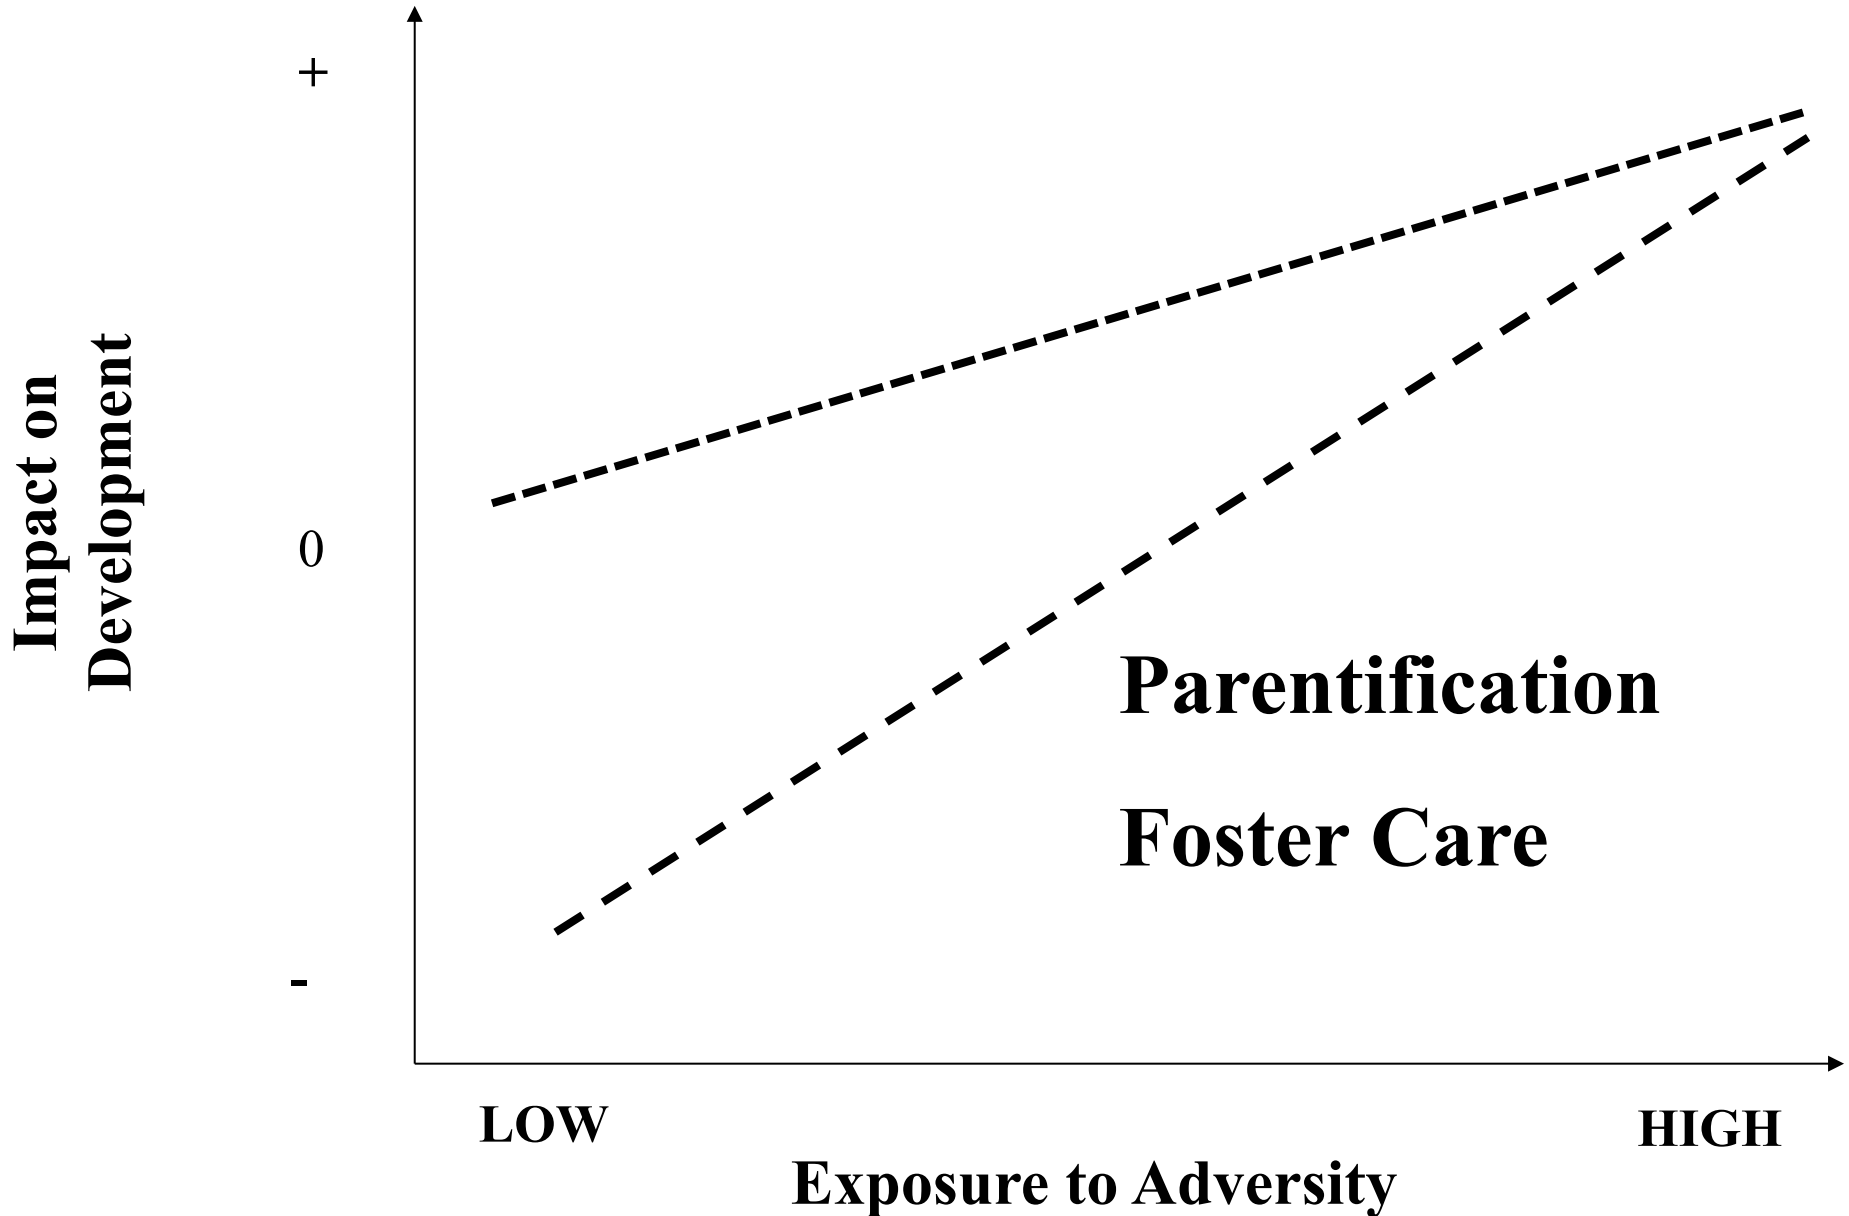 +
Impact on
Development
0
Parentification
Foster Care
-
LOW
HIGH
Exposure to Adversity